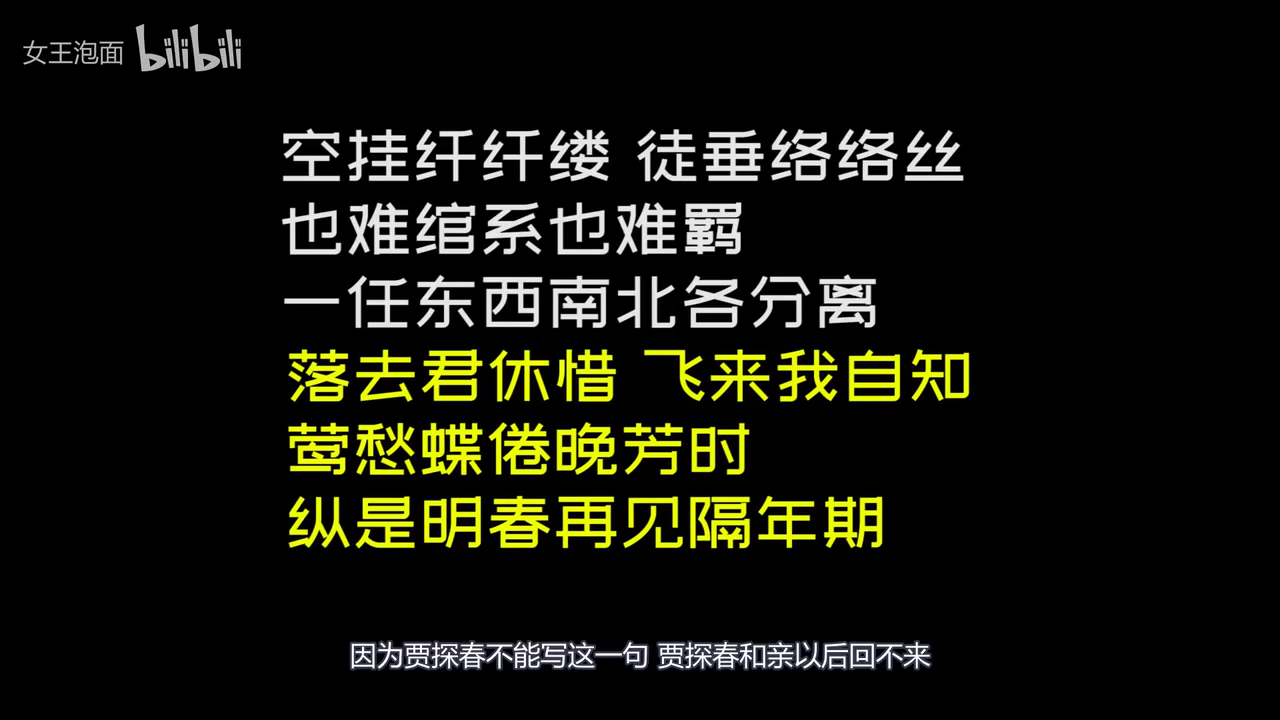 女王泡面 bilibili
空挂纤纤缕 徒垂络络丝
也难绾系也难羁
一任东西南北各分离
落去君休惜 飞来我自知
莺愁蝶倦晚芳时
纵是明春再见隔年期
因为贾探春不能写这一句 贾探春和亲以后回不来